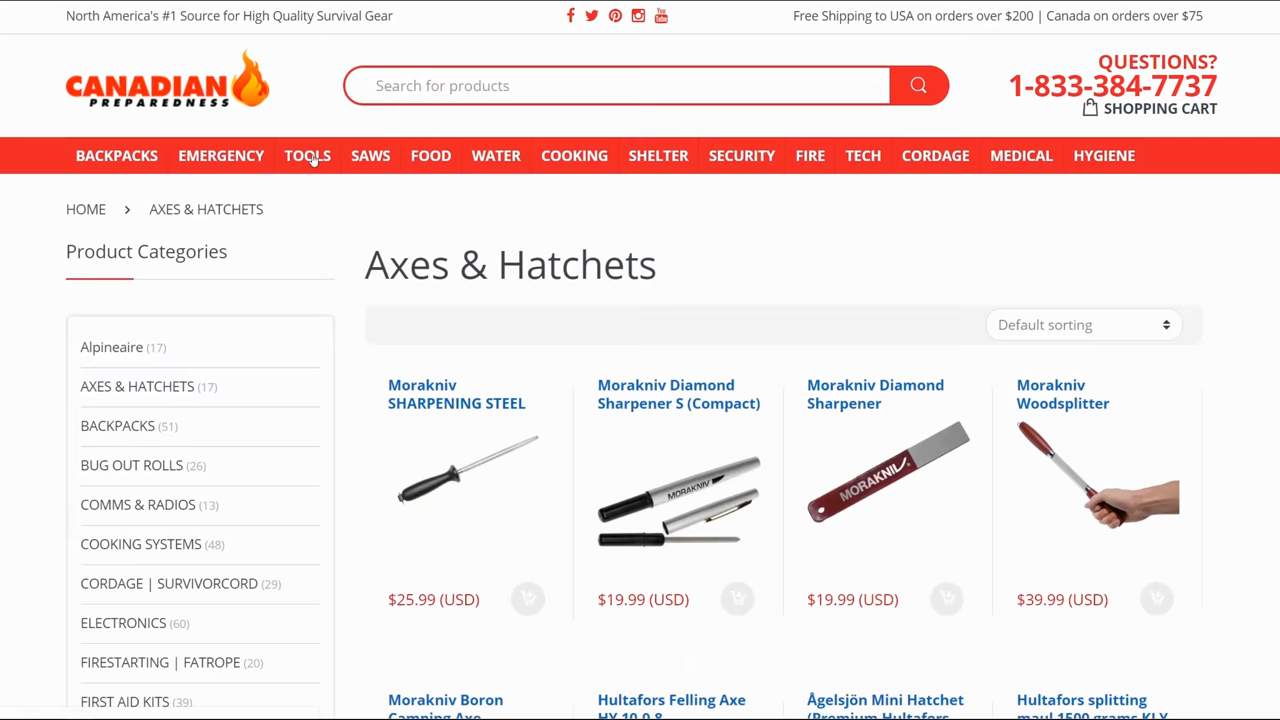 North America's #1 Source for High Quality Survival Gear
You Tube
Free Shipping to USA on orders over $200 | Canada on orders over $75
CANADIAN
PREPAREDNESS
Search for products
QUESTIONS?
1-833-384-7737
SHOPPING CART
BACKPACKS EMERGENCY TOOLS SAWS FOOD WATER COOKING SHELTER SECURITY FIRE TECH CORDAGE MEDICAL HYGIENE
HOME > AXES & HATCHETS
Product Categories
Alpineaire (17)
AXES & HATCHETS (17)
BACKPACKS (51)
BUG OUT ROLLS (26)
COMMS & RADIOS (13)
COOKING SYSTEMS (48)
CORDAGE | SURVIVORCORD (29)
ELECTRONICS (60)
FIRESTARTING | FATROPE (20)
FIRST AID KITS (39)
Axes & Hatchets
Default sorting
Morakniv
SHARPENING STEEL
$25.99 (USD)
Morakniv Diamond
Sharpener S (Compact)
MORAKNIV
$19.99 (USD)
Morakniv Diamond
Sharpener
MORAKNIV
$19.99 (USD)
Morakniv
Woodsplitter
$39.99 (USD)
Morakniv Boron
Camping Axe
Hultafors Felling Axe
HY 10-0,8
Ågelsjön Mini Hatchet
(Premium Hultafors
Hultafors splitting
maul 1500 grams KLY